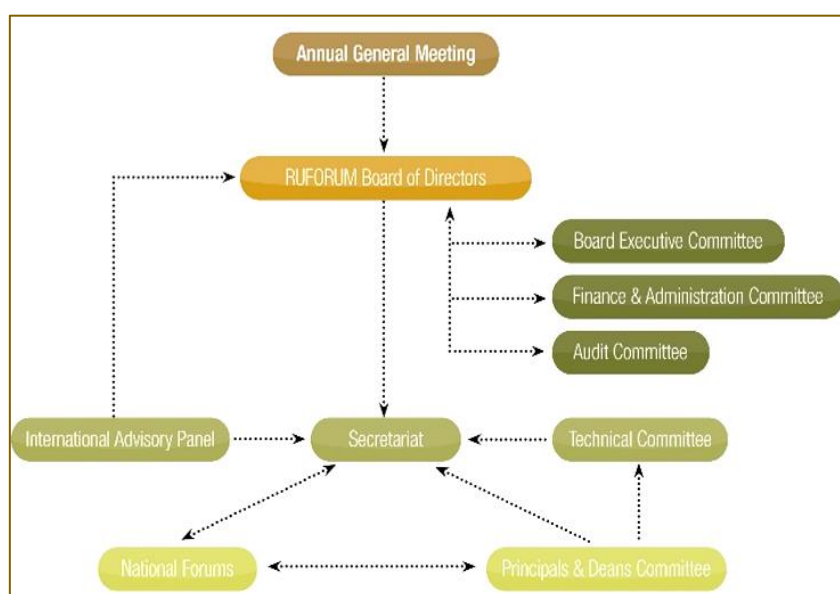 Annual General Meeting
RUFORUM Board of Directors
Board Executive Committee
Finance & Administration Committee
Audit Committee
International Advisory Panel
Secretariat
Technical Committee
National Forums
Principals & Deans Committee